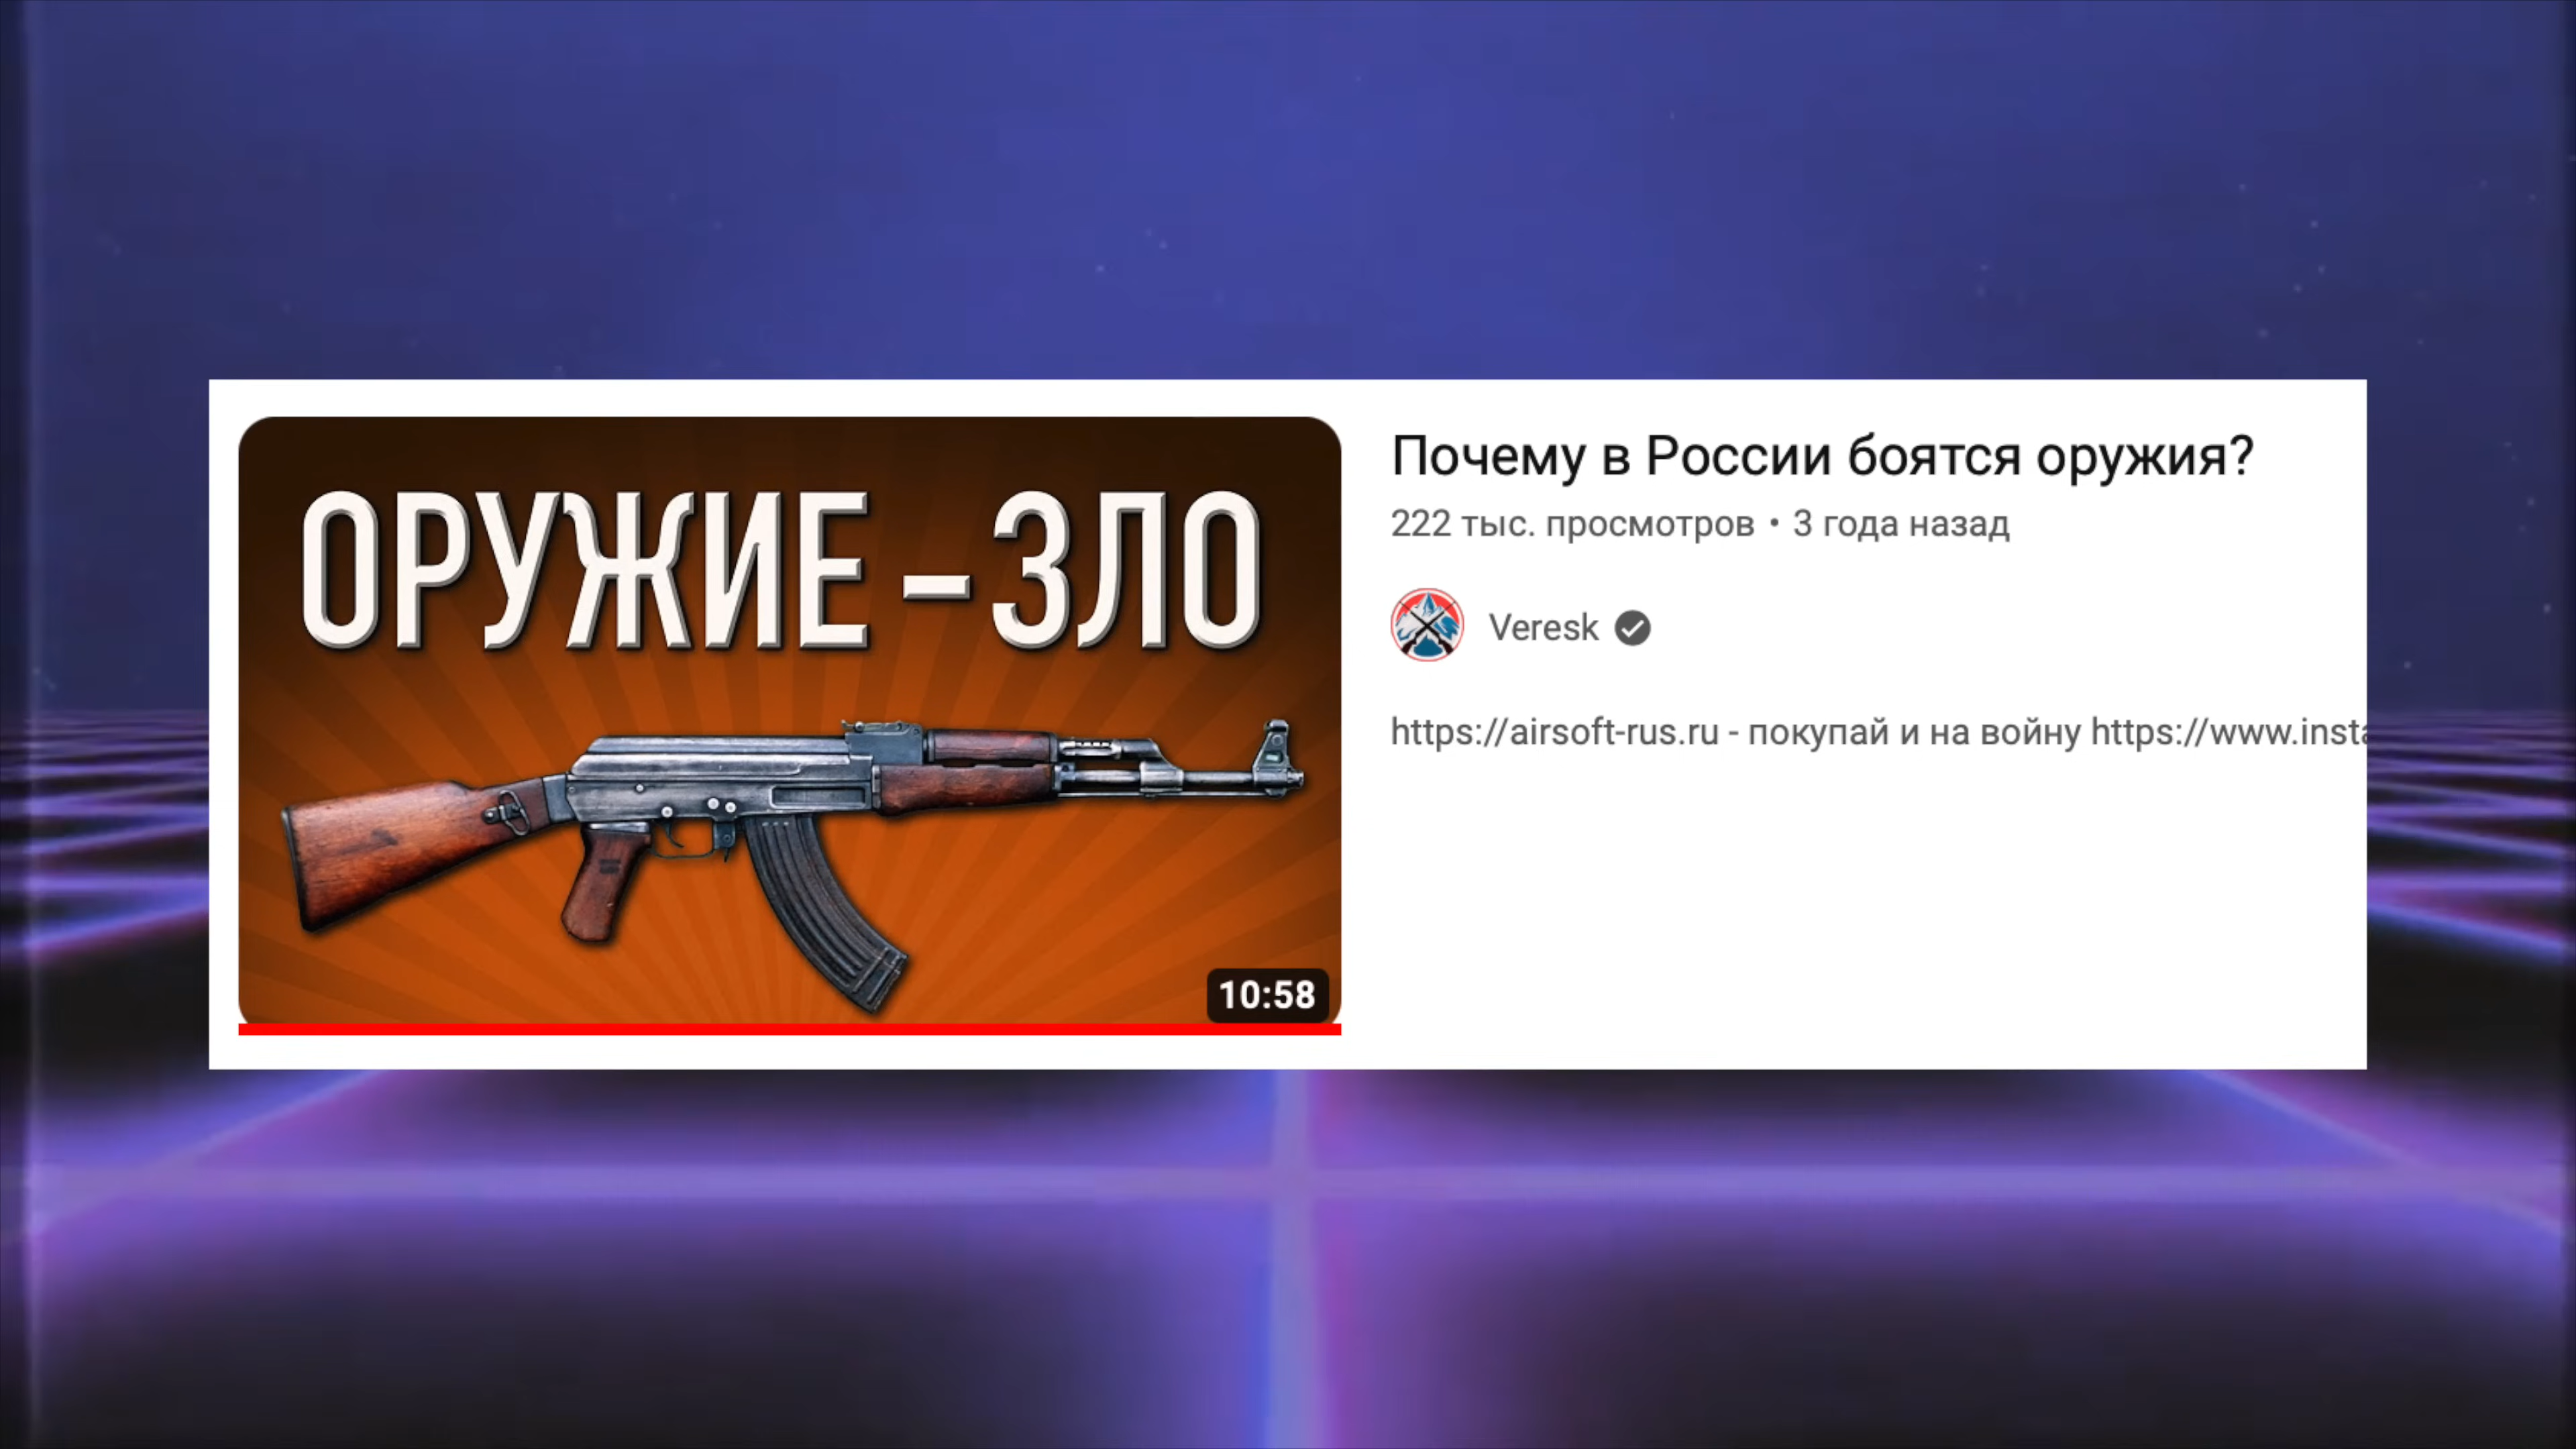 ОРУЖИЕ - ЗЛО
10:58
Почему в России боятся оружия?
222 тыс. просмотров • 3 года назад
Veresk
https://airsoft-rus.ru - покупай и на войну https://www.insta